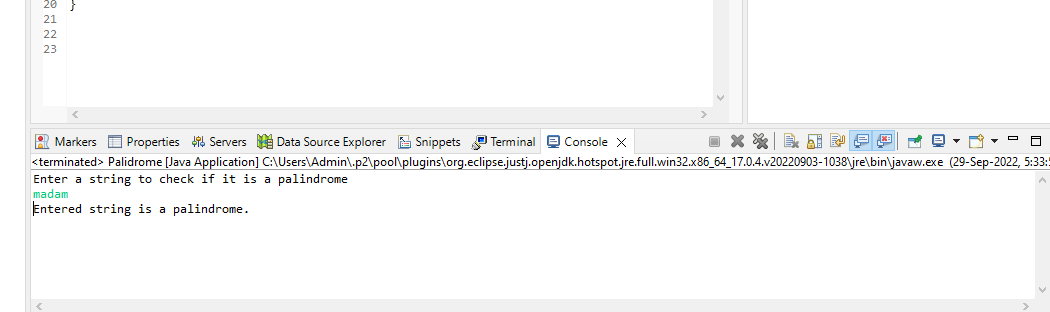 20 }
21
22
23
Markers Properties Servers Data Source Explorer Snippets Terminal Console
<terminated> Palidrome [Java Application] C:\Users\Admin\.p2\pool\plugins\org.eclipse.justj.openjdk.hotspot.jre.full.win32.x86_64_17.0.4.v20220903-1038\jre\bin\javaw.exe (29-Sep-2022, 5:33:
Enter a string to check if it is a palindrome
madam
Entered string is a palindrome.